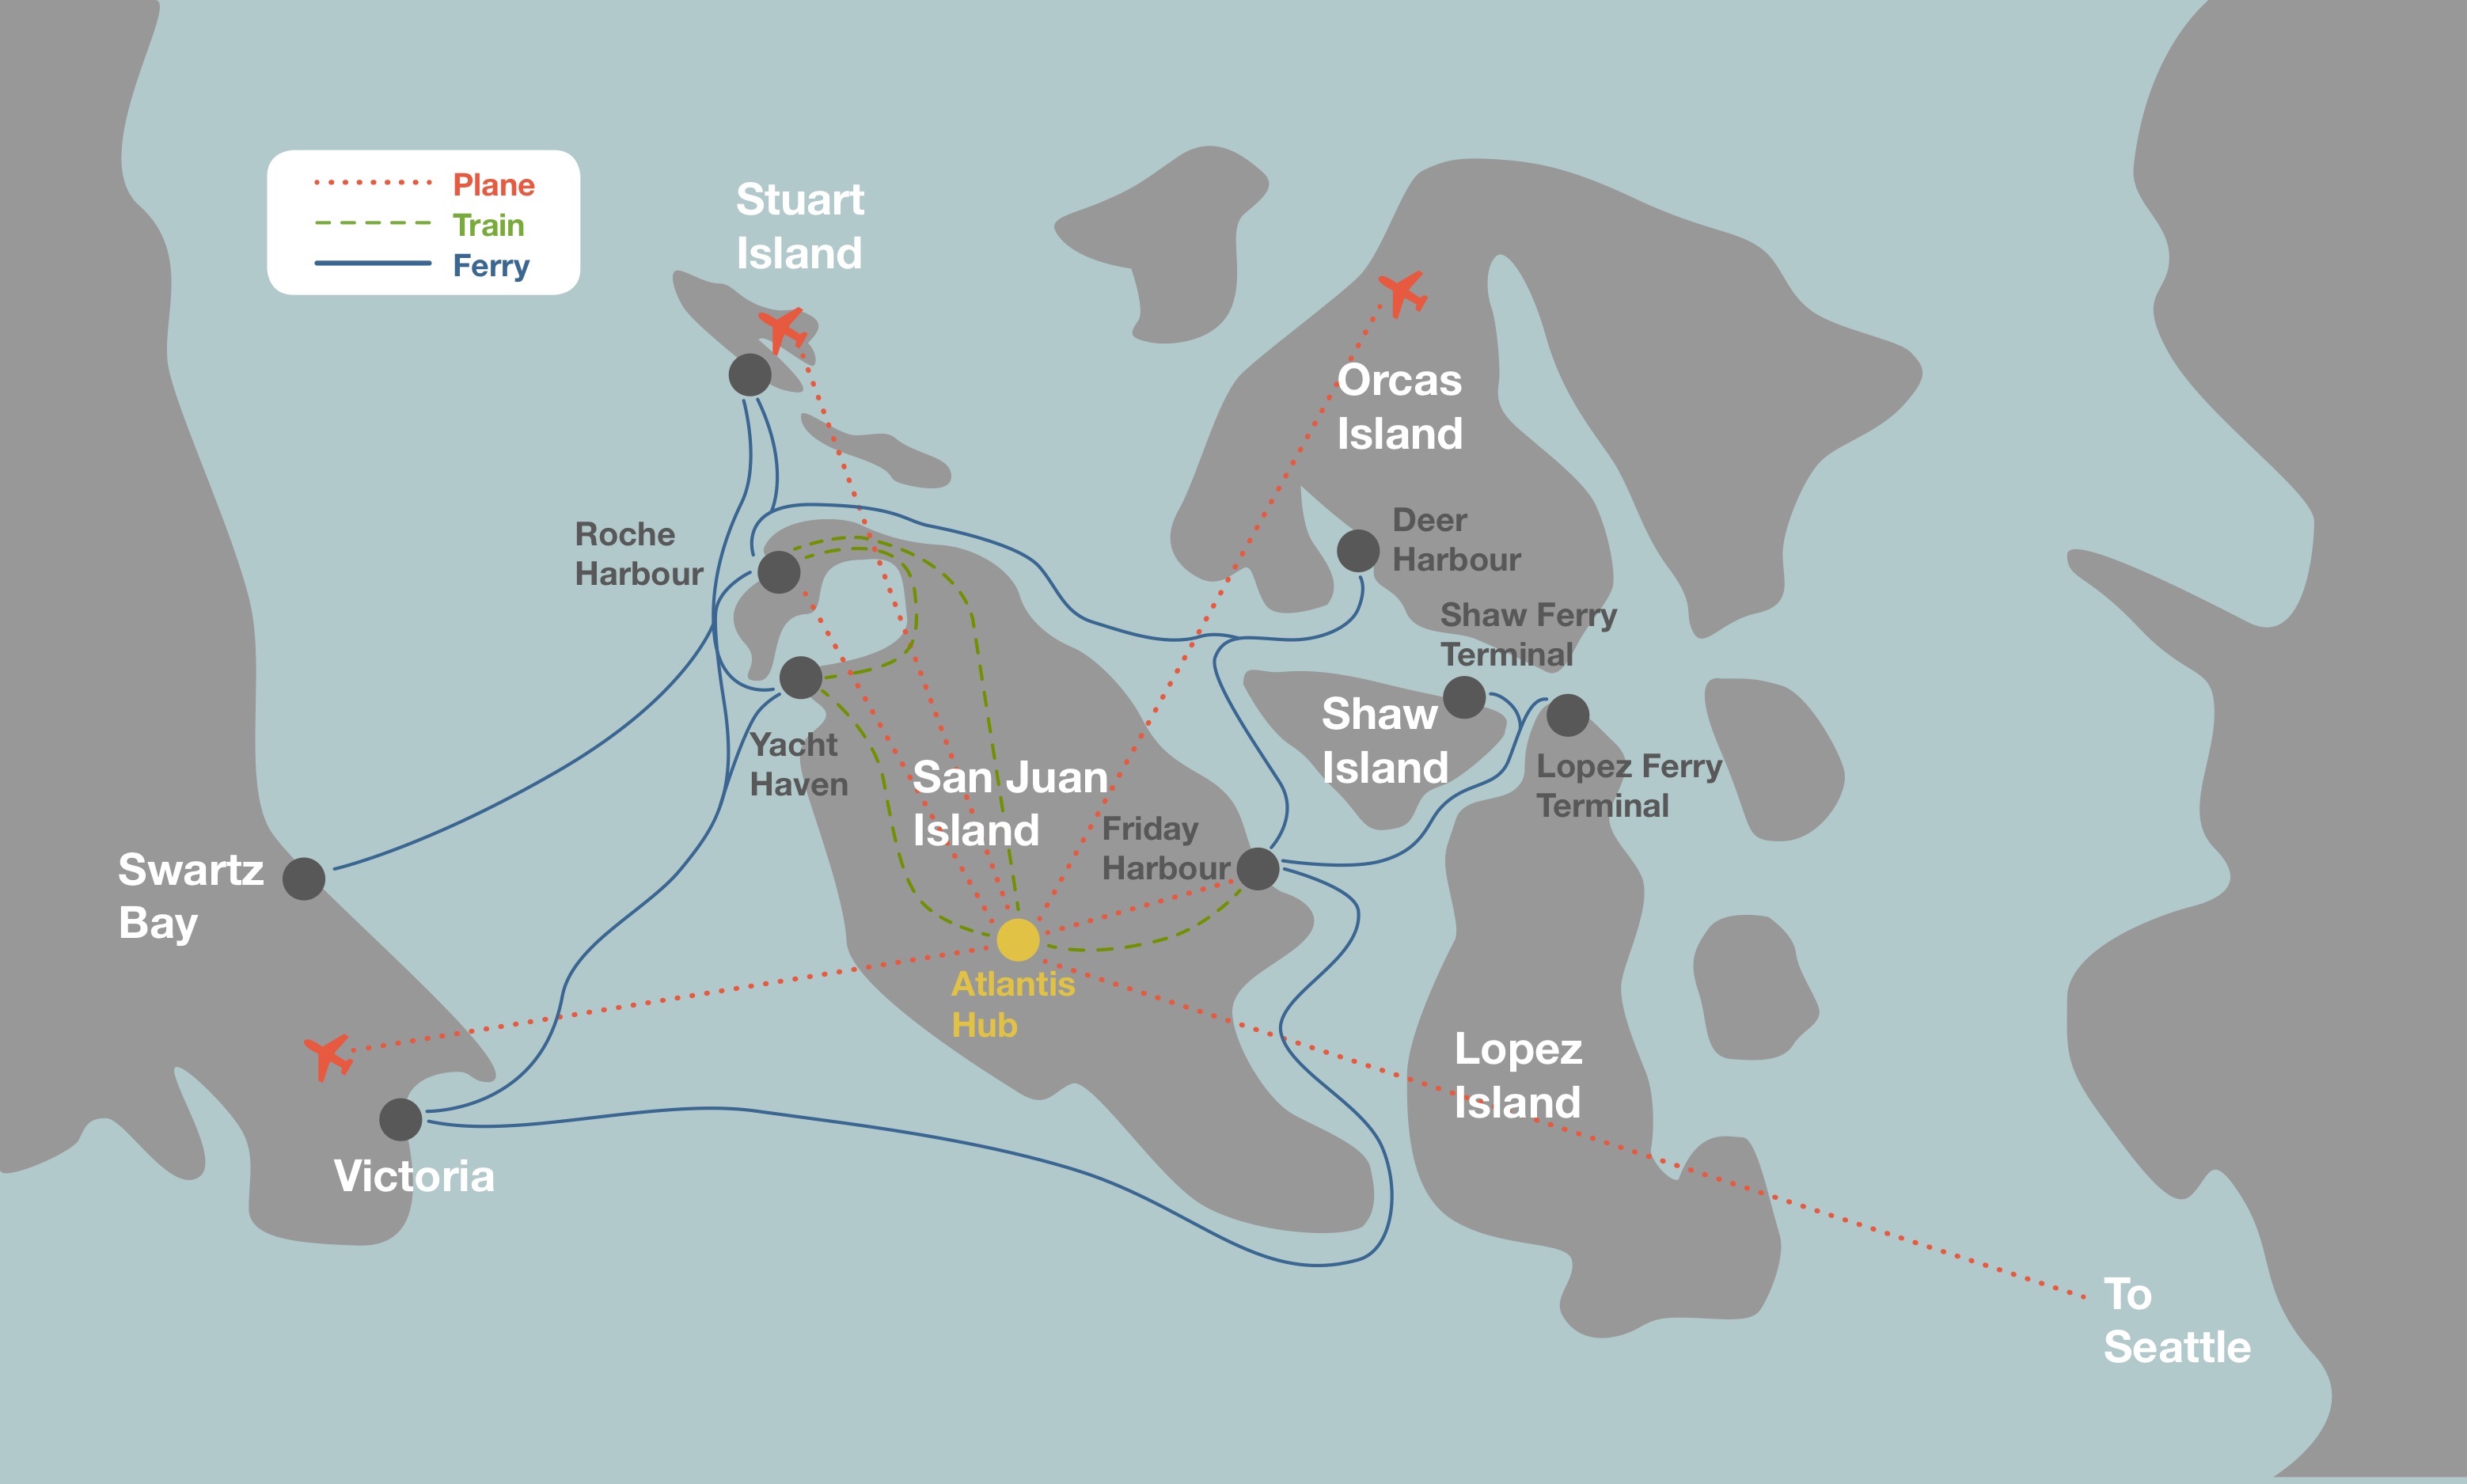 Plane
Train
Ferry
Stuart
Island
Orcas
Island
Roche
Harbour
Deer
Harbour
Shaw Ferry
Terminal
Shaw
Island
Yacht
Haven
San Juan
Island
Lopez Ferry
Terminal
Friday
Harbour
Swartz
Bay
Atlantis
Hub
Lopez
Island
Victoria
To
Seattle